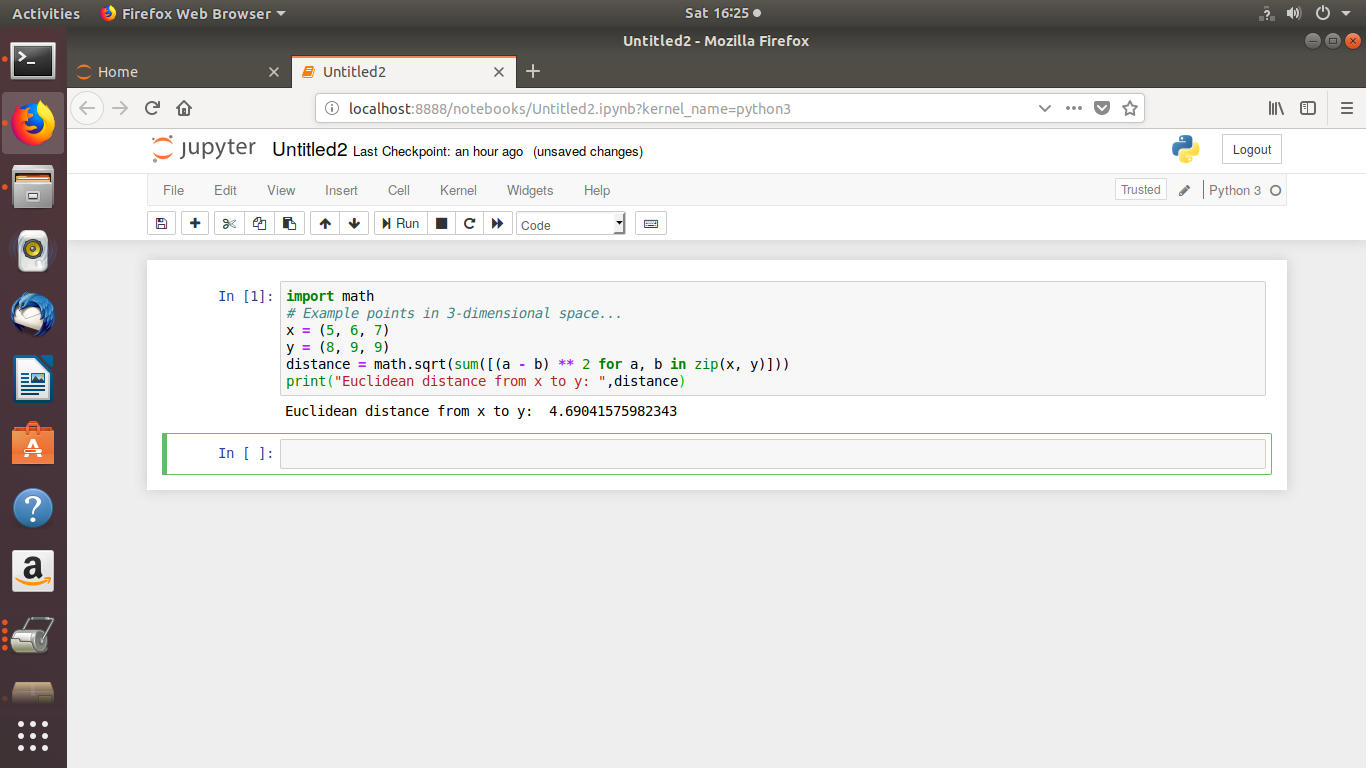 Activities Firefox Web Browser Sat 16:25
Untitled2 - Mozilla Firefox
Home Untitled2
localhost:8888/notebooks/Untitled2.ipynb?kernel_name=python3
jupyter Untitled2 Last Checkpoint: an hour ago (unsaved changes) Logout
File Edit View Insert Cell Kernel Widgets Help Trusted Python 3
Run Code
In [1]: import math
# Example points in 3-dimensional space...
x = (5, 6, 7)
y = (8, 9, 9)
distance = math.sqrt(sum([(a - b) ** 2 for a, b in zip(x, y)]))
print("Euclidean distance from x to y: ",distance)
Euclidean distance from x to y:  4.69041575982343
In [ ]: